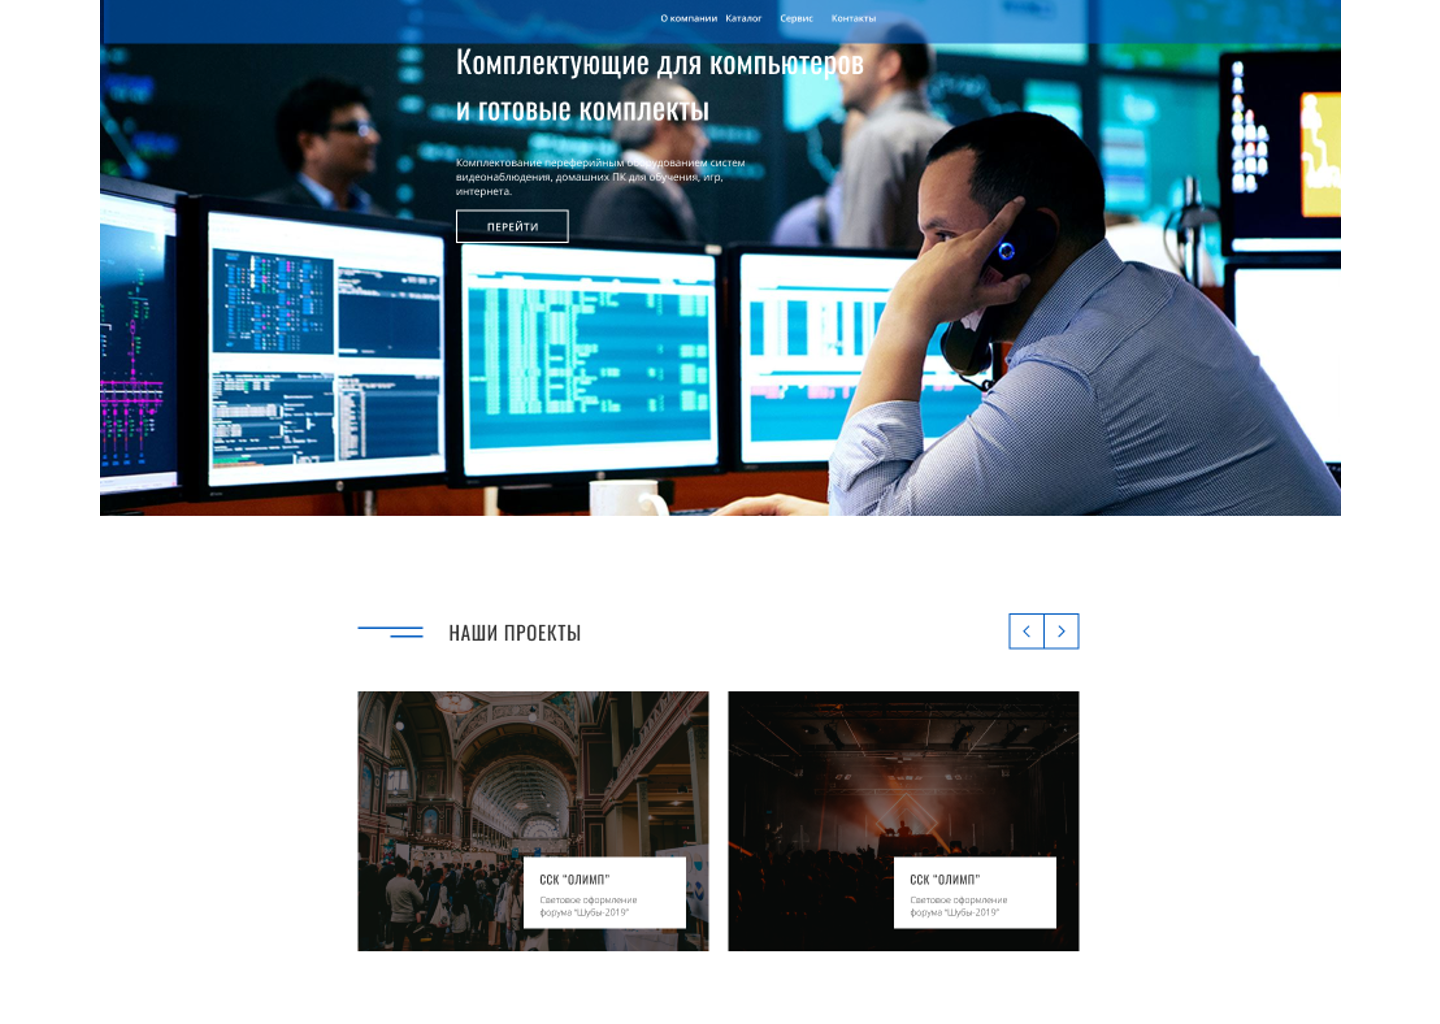 О компании Каталог Сервис Контакты
Комплектующие для компьютеров
и готовые комплекты
Комплектование переферийным оборудованием систем
видеонаблюдения, домашних ПК для обучения, игр,
интернета.
ПЕРЕЙТИ
НАШИ ПРОЕКТЫ
ССК "ОЛИМП"
Световое оформление
форума "Шубы-2019"
ССК "ОЛИМП"
Световое оформление
форума "Шубы-2019"